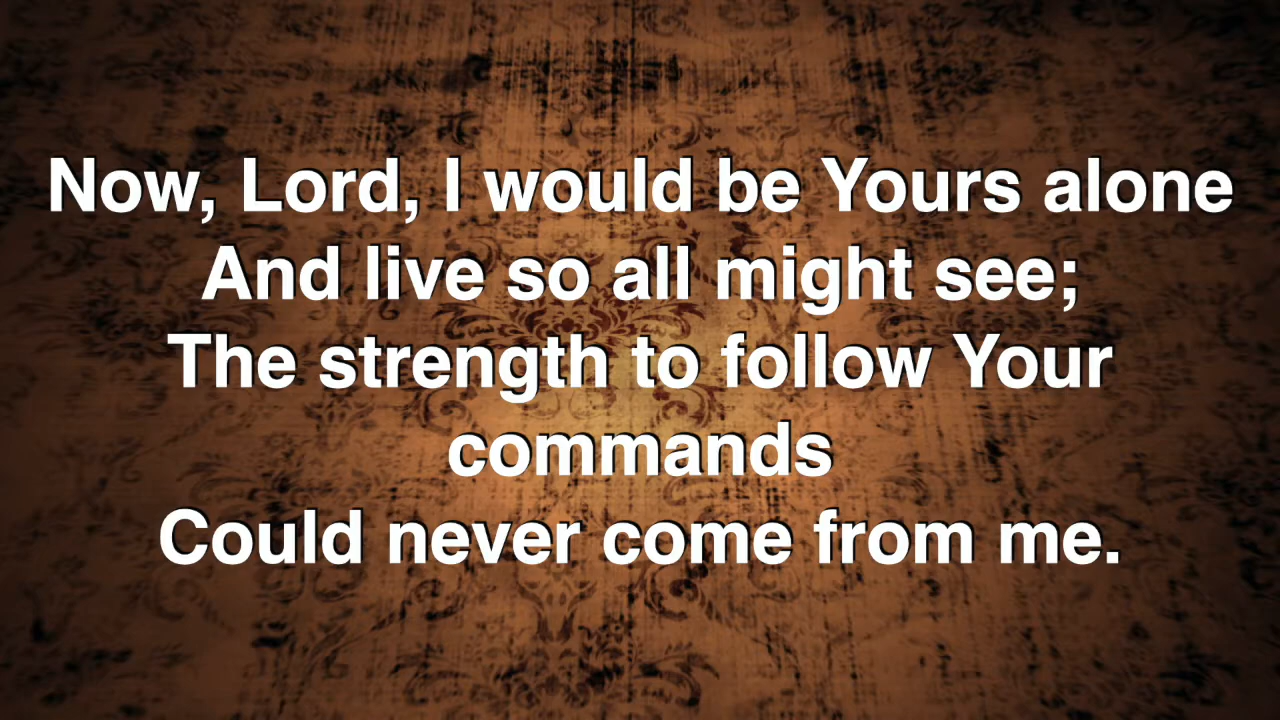 Now, Lord, I would be Yours alone
And live so all might see;
The strength to follow Your
commands
Could never come from me.